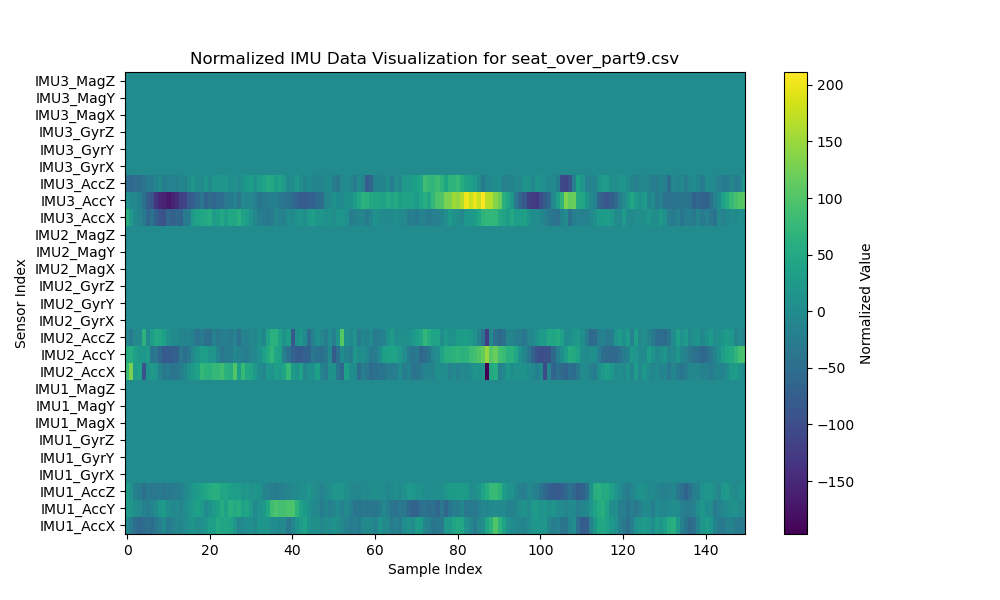 Normalized IMU Data Visualization for seat_over_part9.csv
IMU3_MagZ
IMU3_MagY
IMU3_MagX
IMU3_GyrZ
IMU3_GyrY
IMU3_GyrX
IMU3_AccZ
IMU3_AccY
IMU3_AccX
IMU2_MagZ
IMU2_MagY
IMU2_MagX
IMU2_GyrZ
IMU2_GyrY
IMU2_GyrX
IMU2_AccZ
IMU2_AccY
IMU2_AccX
IMU1_MagZ
IMU1_MagY
IMU1_MagX
IMU1_GyrZ
IMU1_GyrY
IMU1_GyrX
IMU1_AccZ
IMU1_AccY
IMU1_AccX
Sensor Index
0 20 40 60 80 100 120 140
Sample Index
200
150
100
50
0
−50
−100
−150
Normalized Value